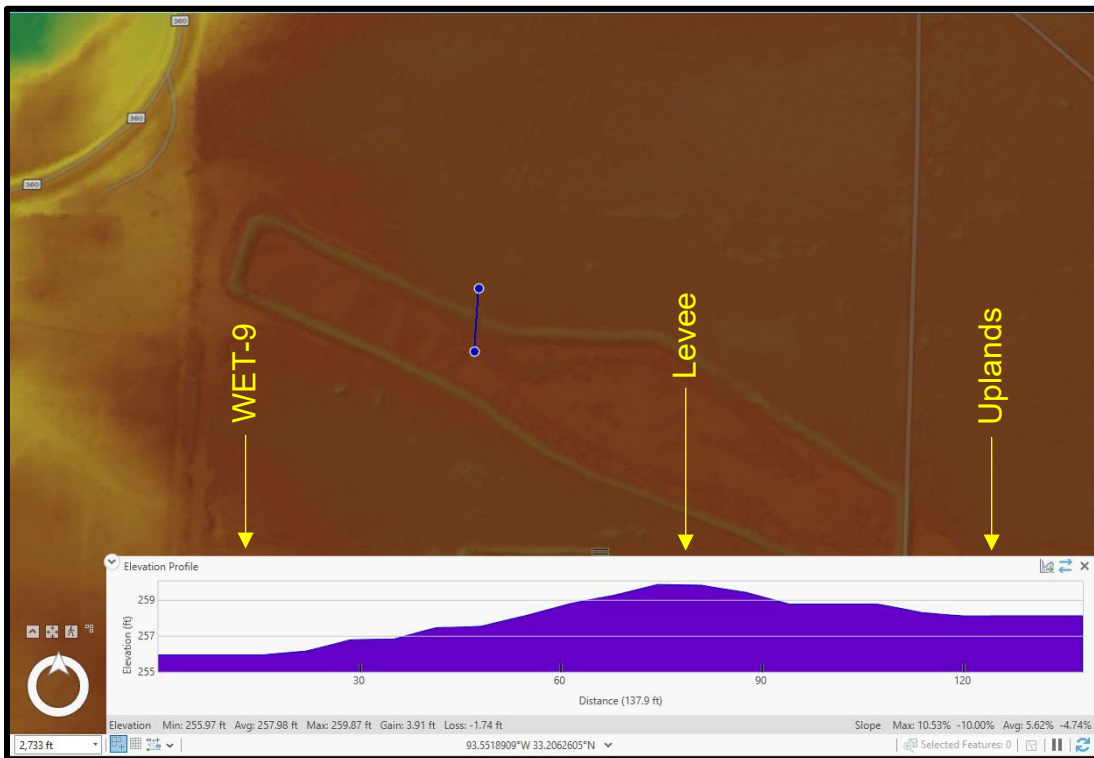 360
360
360
WET-9
Levee
Uplands
Elevation Profile
Elevation (ft)
259
257
255
30
60
90
120
Distance (137.9 ft)
Elevation Min: 255.97 ft Avg: 257.98 ft Max: 259.87 ft Gain: 3.91 ft Loss: -1.74 ft
Slope Max: 10.53% -10.00% Avg: 5.62% -4.74%
2,733 ft
93.5518909°W 33.2062605°N
Selected Features: 0